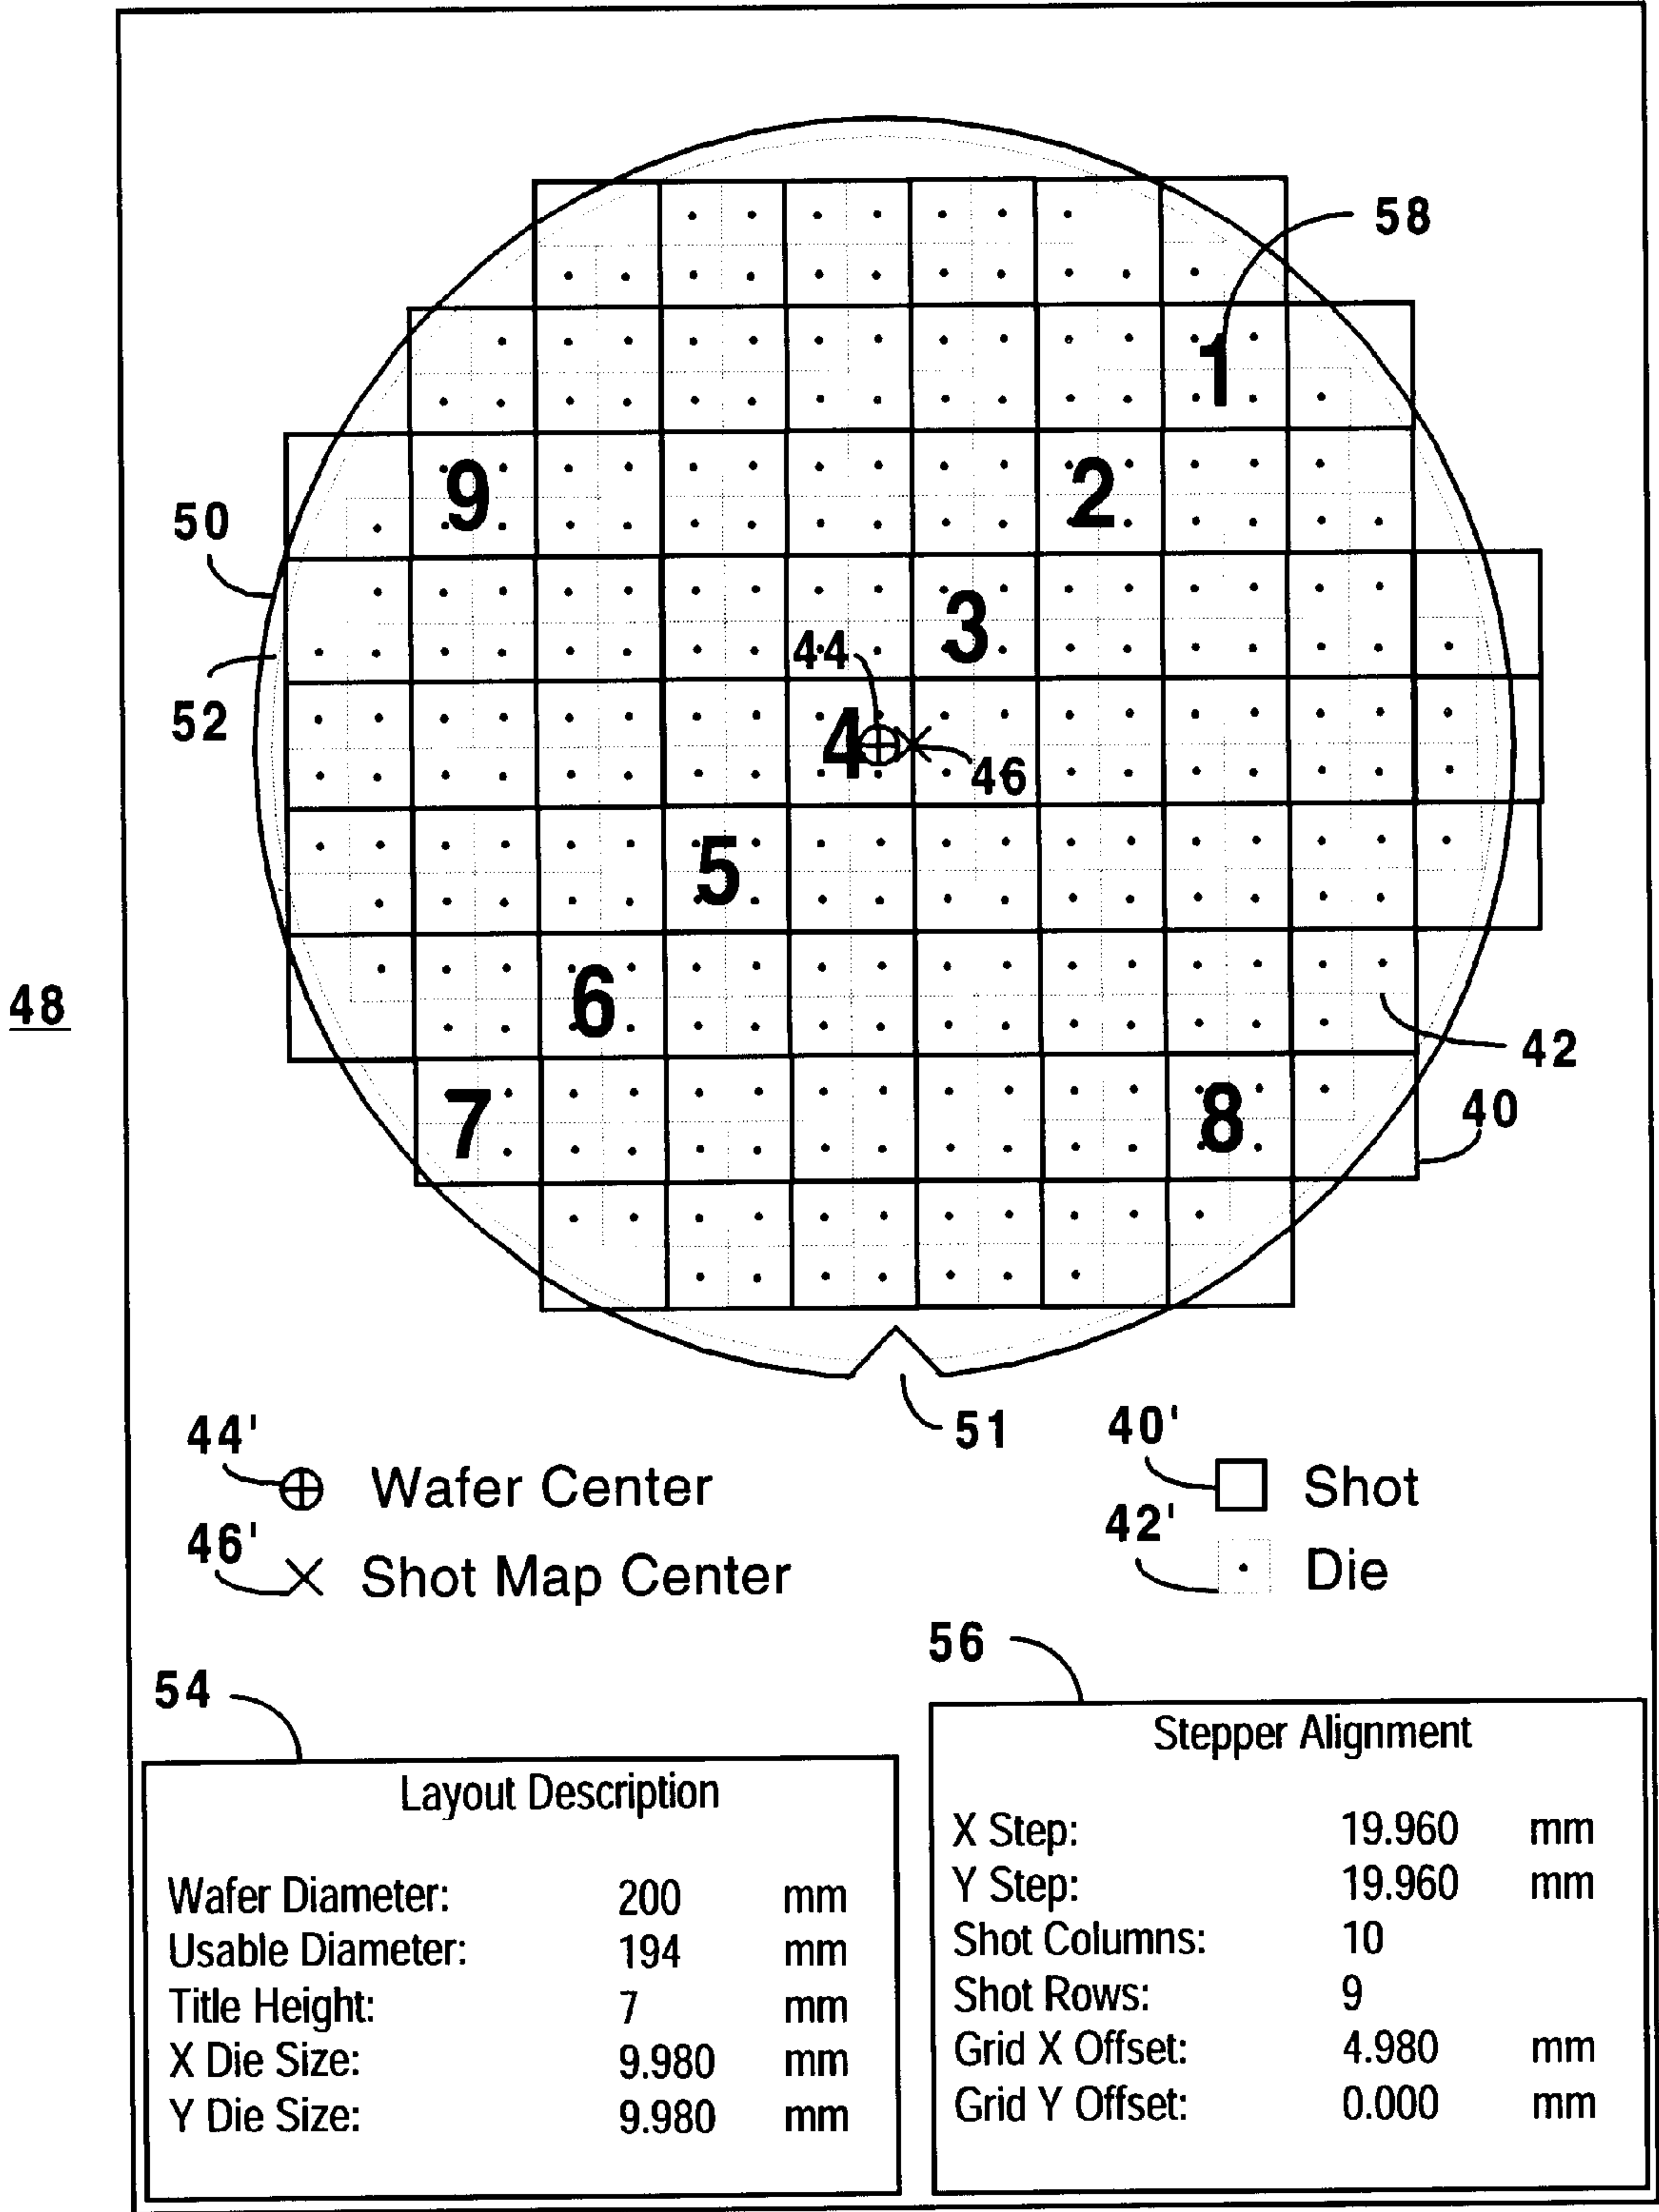 58
1
9
2
50
3
44
52
4
46
5
48
6
42
7
8
40
51
44' Wafer Center
40' Shot
46' Shot Map Center
42' Die
56
54
Layout Description
Wafer Diameter: 200 mm
Usable Diameter: 194 mm
Title Height: 7 mm
X Die Size: 9.980 mm
Y Die Size: 9.980 mm
Stepper Alignment
X Step: 19.960 mm
Y Step: 19.960 mm
Shot Columns: 10
Shot Rows: 9
Grid X Offset: 4.980 mm
Grid Y Offset: 0.000 mm